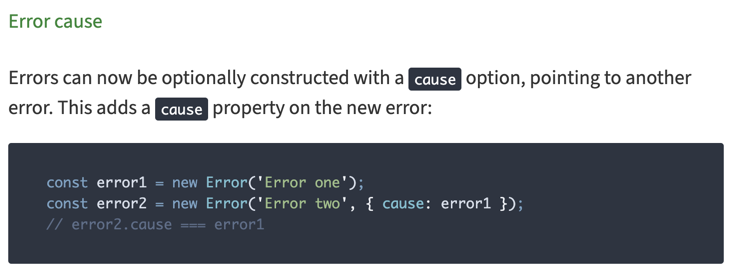 Error cause
Errors can now be optionally constructed with a cause option, pointing to another
error. This adds a cause property on the new error:
const error1 = new Error('Error one');
const error2 = new Error('Error two', { cause: error1 });
// error2.cause === error1